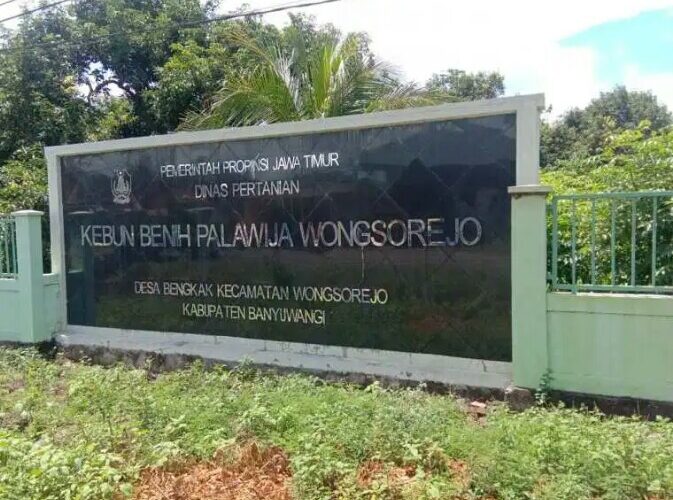 PEMERINTAH PROPINSI JAWA TIMUR
DINAS PERTANIAN
KEBUN BENIH PALAWIJA WONGSOREJO
DESA BENGKAK KECAMATAN WONGSOREJO
KABUPATEN BANYUWANGI